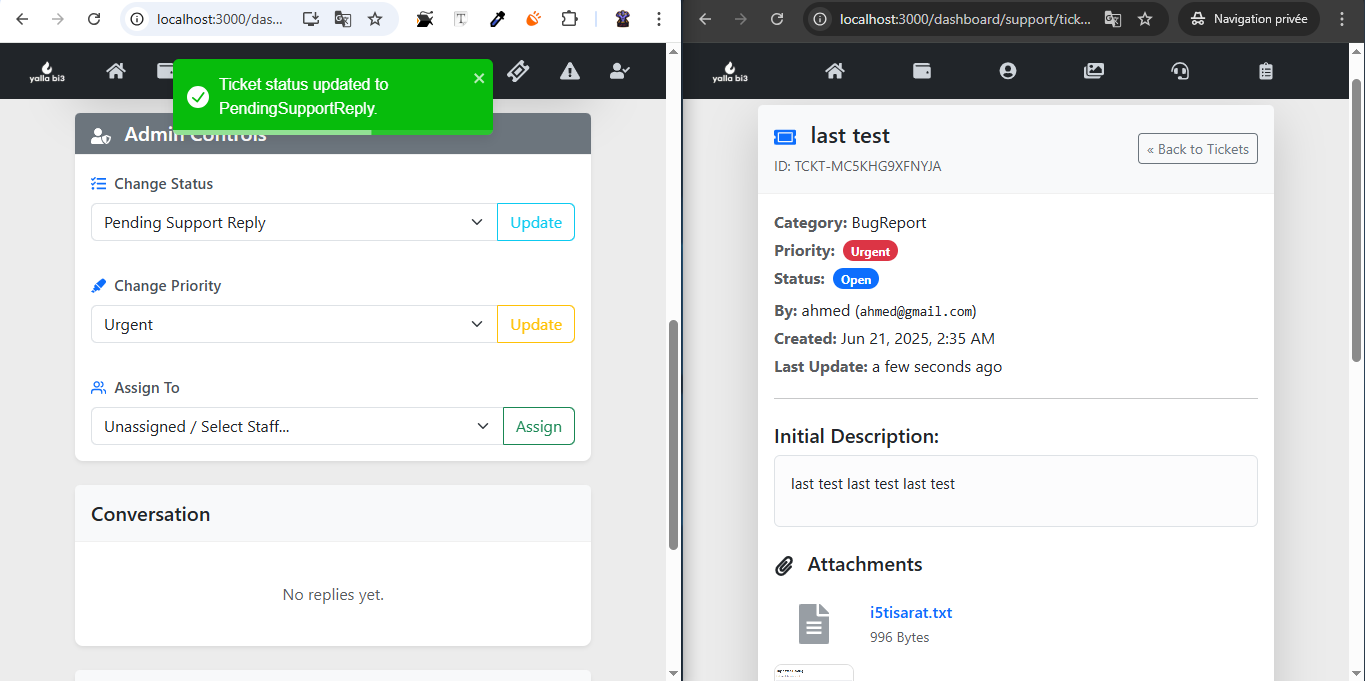 localhost:3000/das...
yalla bi3
Ticket status updated to
PendingSupportReply.
Admin Controls
Change Status
Pending Support Reply
Update
Change Priority
Urgent
Update
Assign To
Unassigned / Select Staff...
Assign
Conversation
No replies yet.
localhost:3000/dashboard/support/tick...
Navigation privée
yalla bi3
last test
ID: TCKT-MC5KHG9XFNYJA
« Back to Tickets
Category: BugReport
Priority: Urgent
Status: Open
By: ahmed (ahmed@gmail.com)
Created: Jun 21, 2025, 2:35 AM
Last Update: a few seconds ago
Initial Description:
last test last test last test
Attachments
i5tisarat.txt
996 Bytes